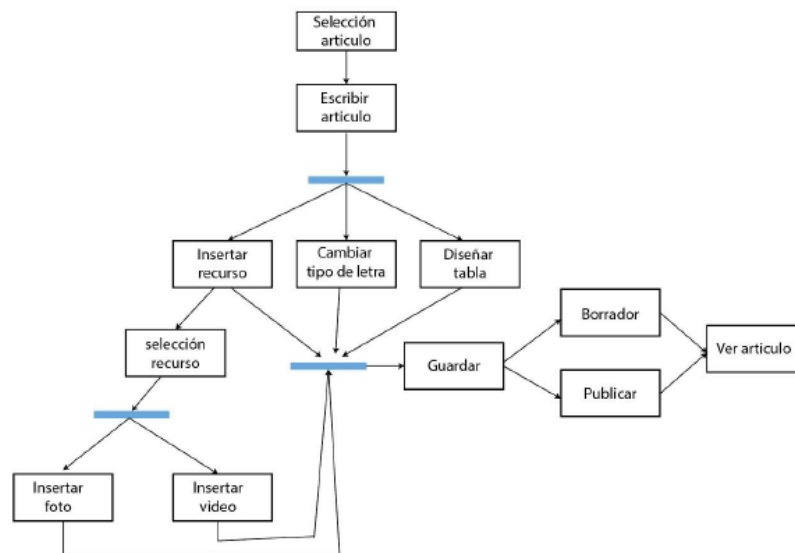 Selección
articulo
Escribir
articulo
Insertar
recurso
Cambiar
tipo de letra
Diseñar
tabla
selección
recurso
Guardar
Borrador
Publicar
Ver articulo
Insertar
foto
Insertar
video